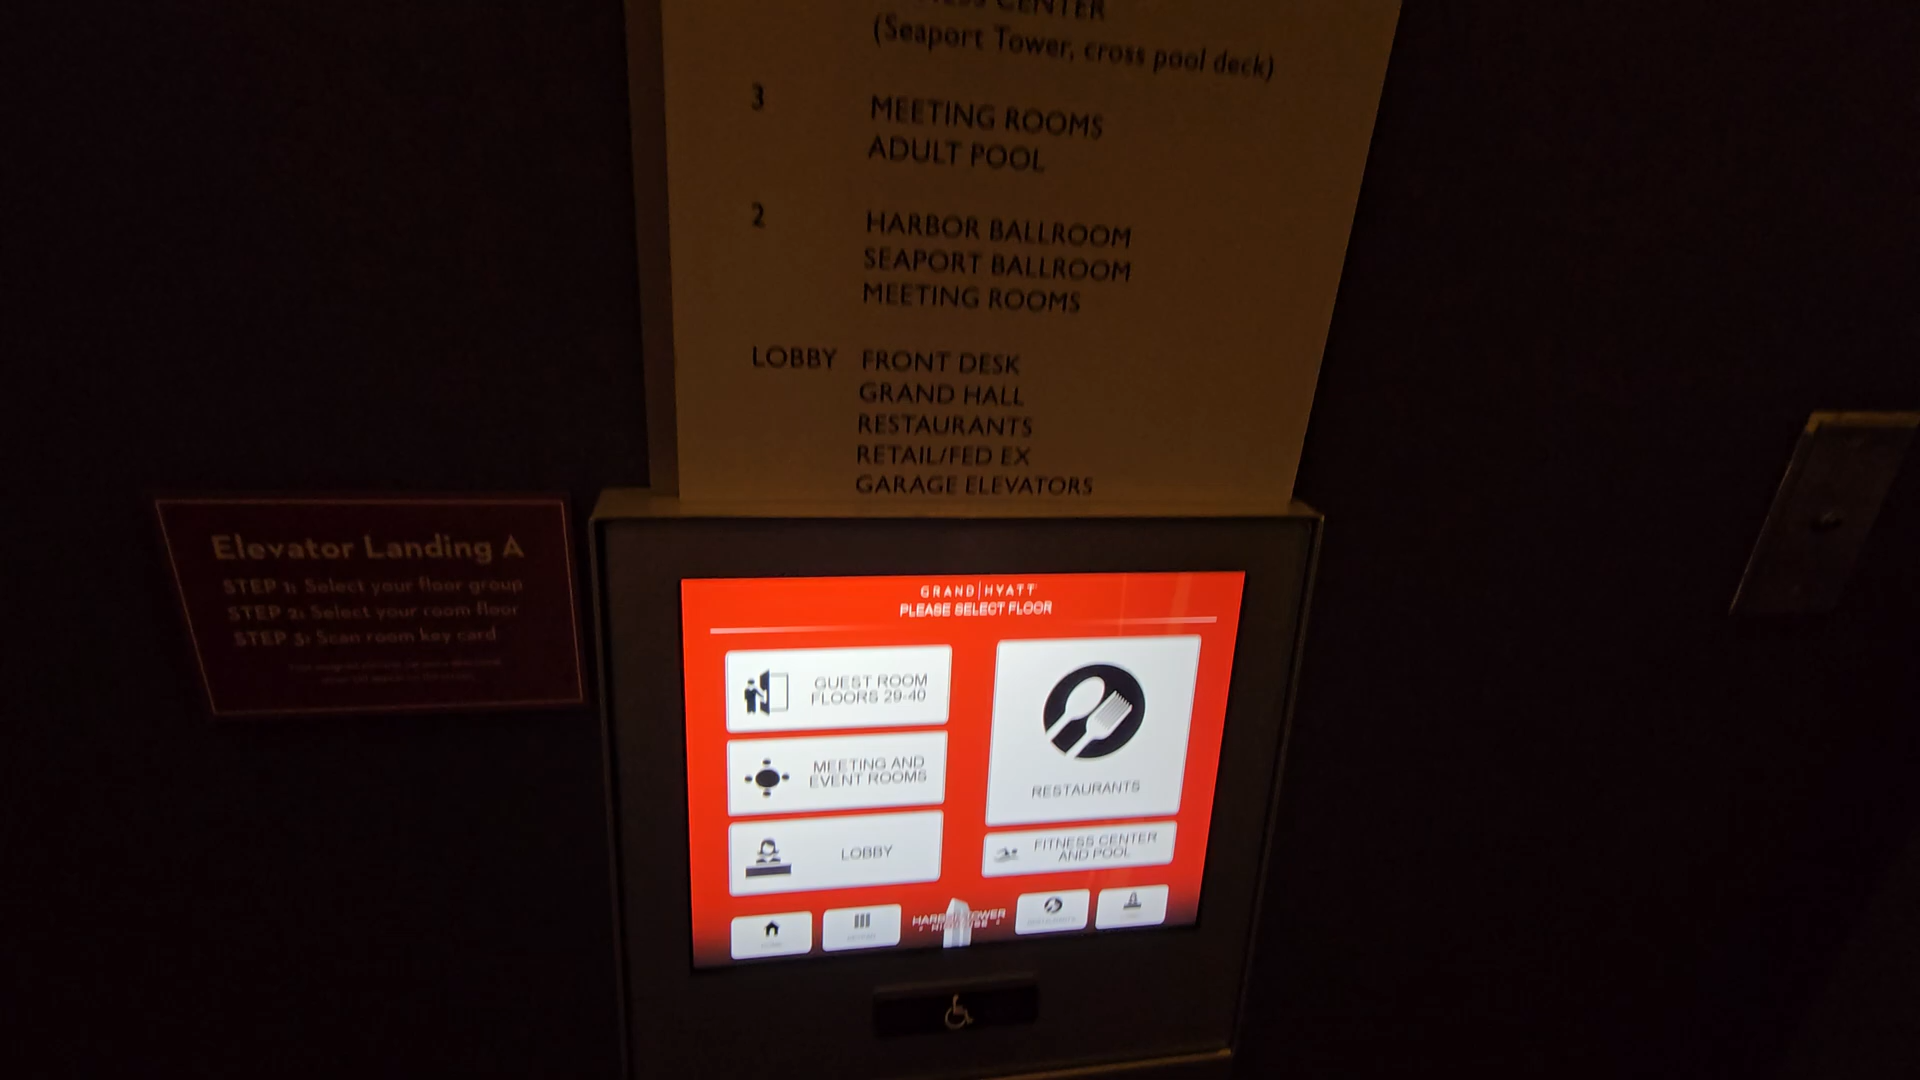 CENTER
(Seaport Tower, cross pool deck)
3 MEETING ROOMS
ADULT POOL
2 HARBOR BALLROOM
SEAPORT BALLROOM
MEETING ROOMS
LOBBY FRONT DESK
GRAND HALL
RESTAURANTS
RETAIL/FED EX
GARAGE ELEVATORS
Elevator Landing A
STEP 1: Select your floor group
STEP 2: Select your room floor
STEP 3: Scan room key card
GRAND | HYATT
PLEASE SELECT FLOOR
GUEST ROOM
FLOORS 29-40
MEETING AND
EVENT ROOMS
LOBBY
RESTAURANTS
FITNESS CENTER
AND POOL